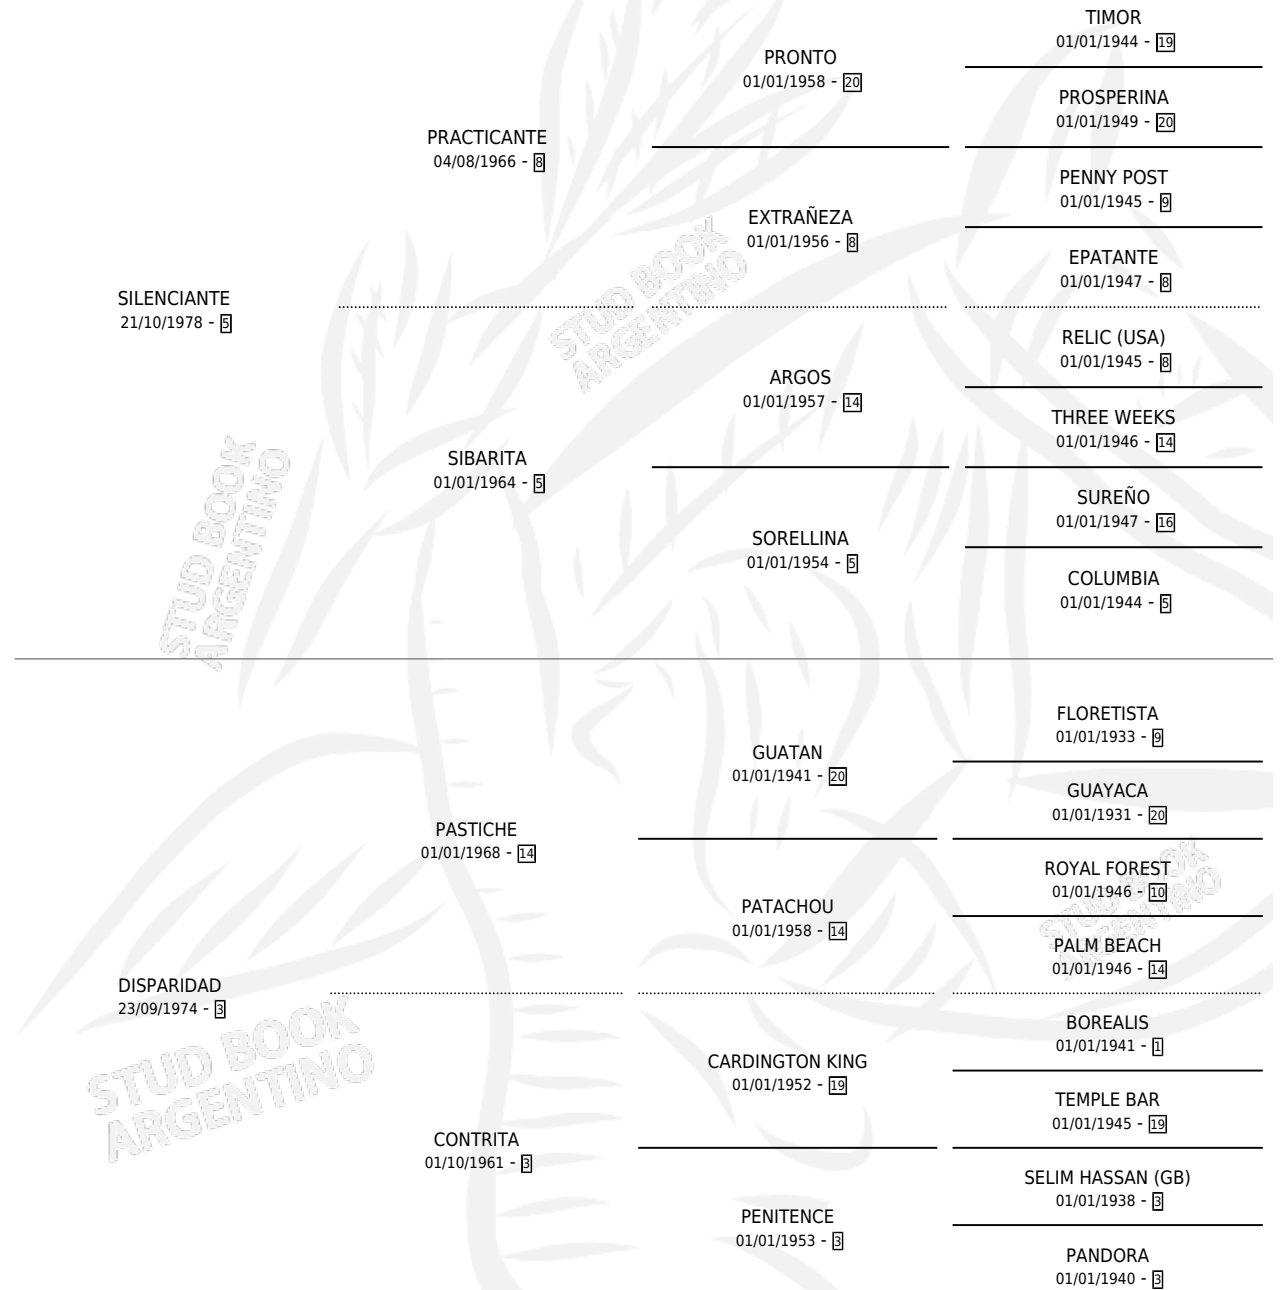 TIMOR
01/01/1944 - 19
PRONTO
01/01/1958 - 20
PROSPERINA
01/01/1949 - 20
PRACTICANTE
04/08/1966 - 8
PENNY POST
01/01/1945 - 9
EXTRAÑEZA
01/01/1956 - 8
EPATANTE
01/01/1947 - 8
SILENCIANTE
21/10/1978 - 5
RELIC (USA)
01/01/1945 - 8
ARGOS
01/01/1957 - 14
THREE WEEKS
01/01/1946 - 14
SIBARITA
01/01/1964 - 5
SUREÑO
01/01/1947 - 16
SORELLINA
01/01/1954 - 5
COLUMBIA
01/01/1944 - 5
FLORETISTA
01/01/1933 - 9
GUATAN
01/01/1941 - 20
GUAYACA
01/01/1931 - 20
PASTICHE
01/01/1968 - 14
ROYAL FOREST
01/01/1946 - 10
PATACHOU
01/01/1958 - 14
PALM BEACH
01/01/1946 - 14
DISPARIDAD
23/09/1974 - 3
BOREALIS
01/01/1941 - 1
CARDINGTON KING
01/01/1952 - 19
TEMPLE BAR
01/01/1945 - 19
CONTRITA
01/10/1961 - 3
SELIM HASSAN (GB)
01/01/1938 - 3
PENITENCE
01/01/1953 - 3
PANDORA
01/01/1940 - 3
STUD BOOK
ARGENTINO
STUD BOOK
ARGENTINO
STUD BOOK
ARGENTINO
STUD BOOK
ARGENTINO